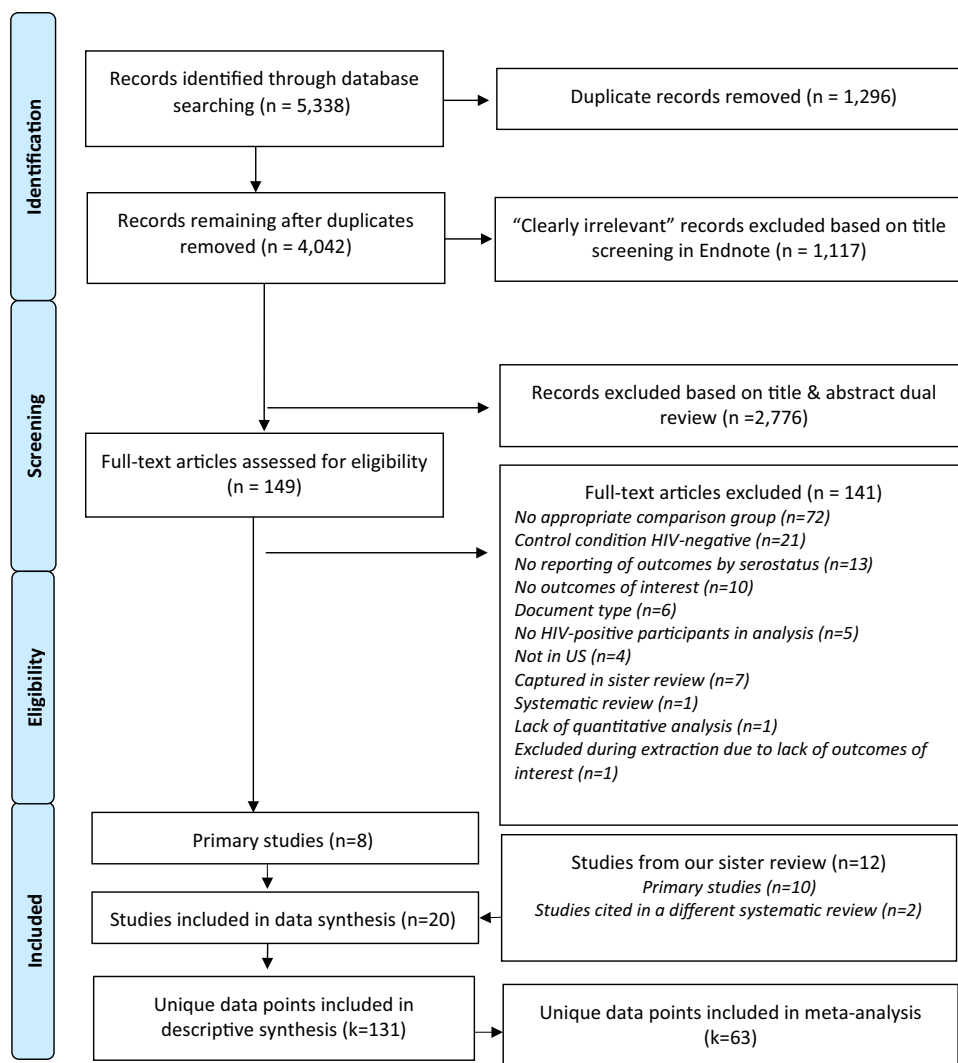 Identification
Records identified through database
searching (n = 5,338)
Duplicate records removed (n = 1,296)
Records remaining after duplicates
removed (n = 4,042)
“Clearly irrelevant” records excluded based on title
screening in Endnote (n = 1,117)
Screening
Records excluded based on title & abstract dual
review (n =2,776)
Full-text articles assessed for eligibility
(n = 149)
Eligibility
Full-text articles excluded (n = 141)
No appropriate comparison group (n=72)
Control condition HIV-negative (n=21)
No reporting of outcomes by serostatus (n=13)
No outcomes of interest (n=10)
Document type (n=6)
No HIV-positive participants in analysis (n=5)
Not in US (n=4)
Captured in sister review (n=7)
Systematic review (n=1)
Lack of quantitative analysis (n=1)
Excluded during extraction due to lack of outcomes of
interest (n=1)
Included
Primary studies (n=8)
Studies from our sister review (n=12)
Primary studies (n=10)
Studies cited in a different systematic review (n=2)
Studies included in data synthesis (n=20)
Unique data points included in
descriptive synthesis (k=131)
Unique data points included in meta-analysis
(k=63)